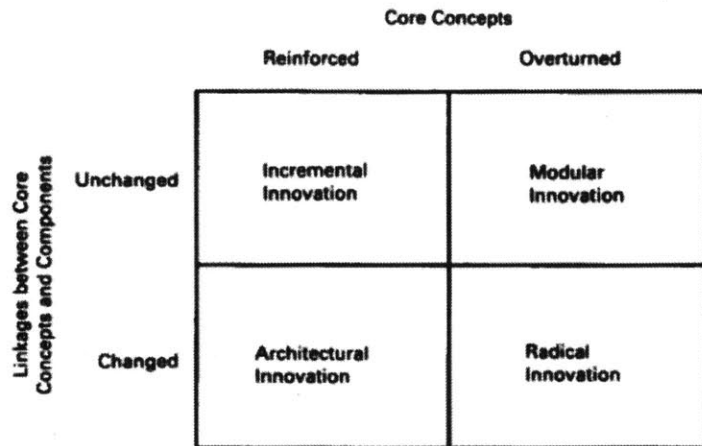 Core Concepts
Reinforced
Overturned
Linkages between Core
Concepts and Components
Unchanged
Incremental
Innovation
Modular
Innovation
Changed
Architectural
Innovation
Radical
Innovation